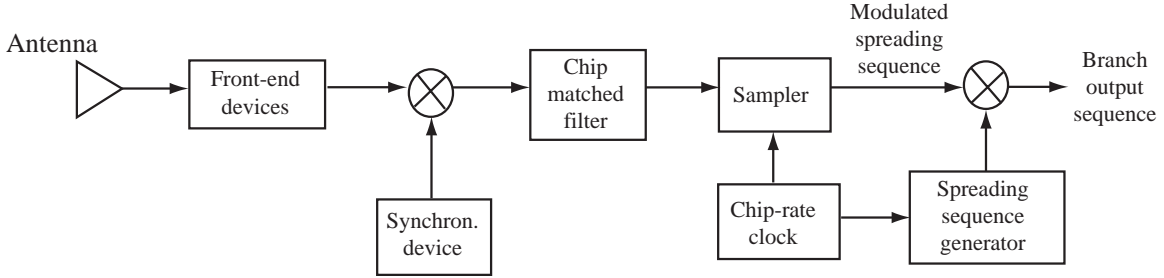 Antenna
Front-end
devices
Synchron.
device
Chip
matched
filter
Sampler
Chip-rate
clock
Modulated
spreading
sequence
Spreading
sequence
generator
Branch
output
sequence